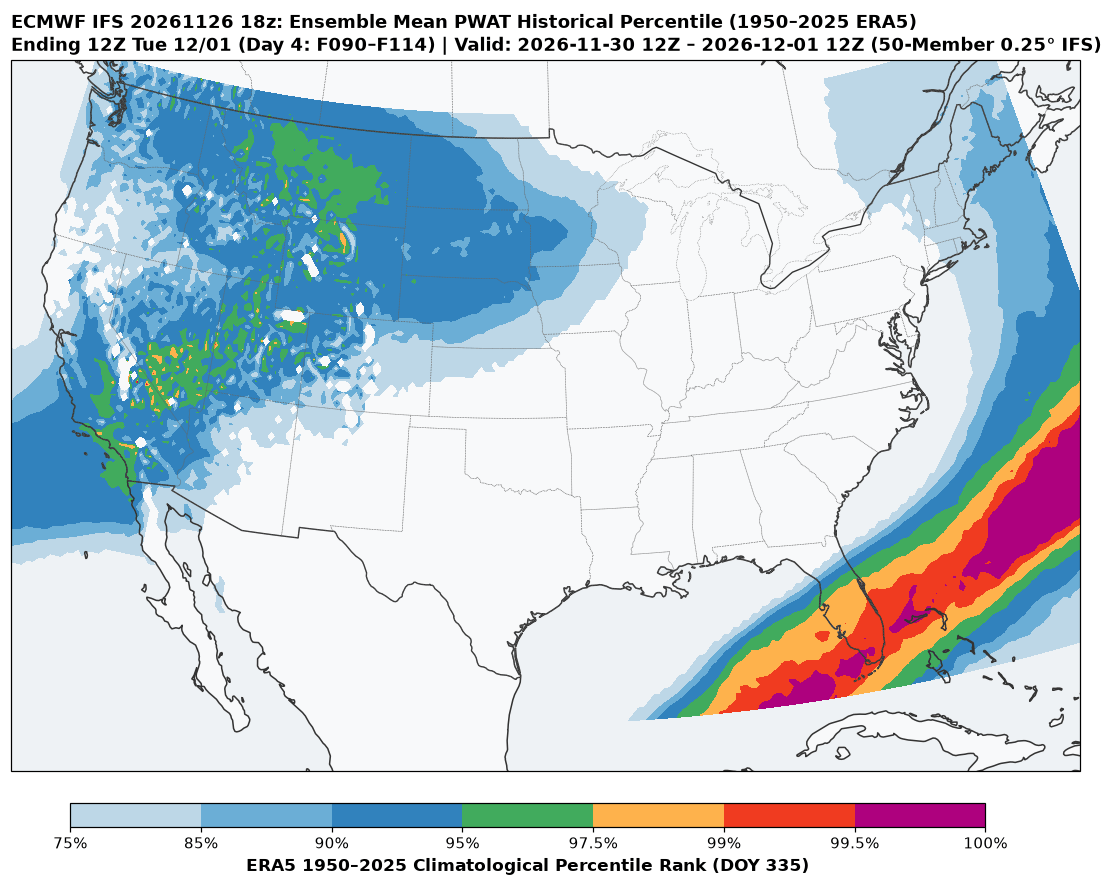 ECMWF IFS 20261126 18z: Ensemble Mean PWAT Historical Percentile (1950–2025 ERA5)
Ending 12Z Tue 12/01 (Day 4: F090–F114) | Valid: 2026-11-30 12Z – 2026-12-01 12Z (50-Member 0.25° IFS)
75% 85% 90% 95% 97.5% 99% 99.5% 100%
ERA5 1950–2025 Climatological Percentile Rank (DOY 335)